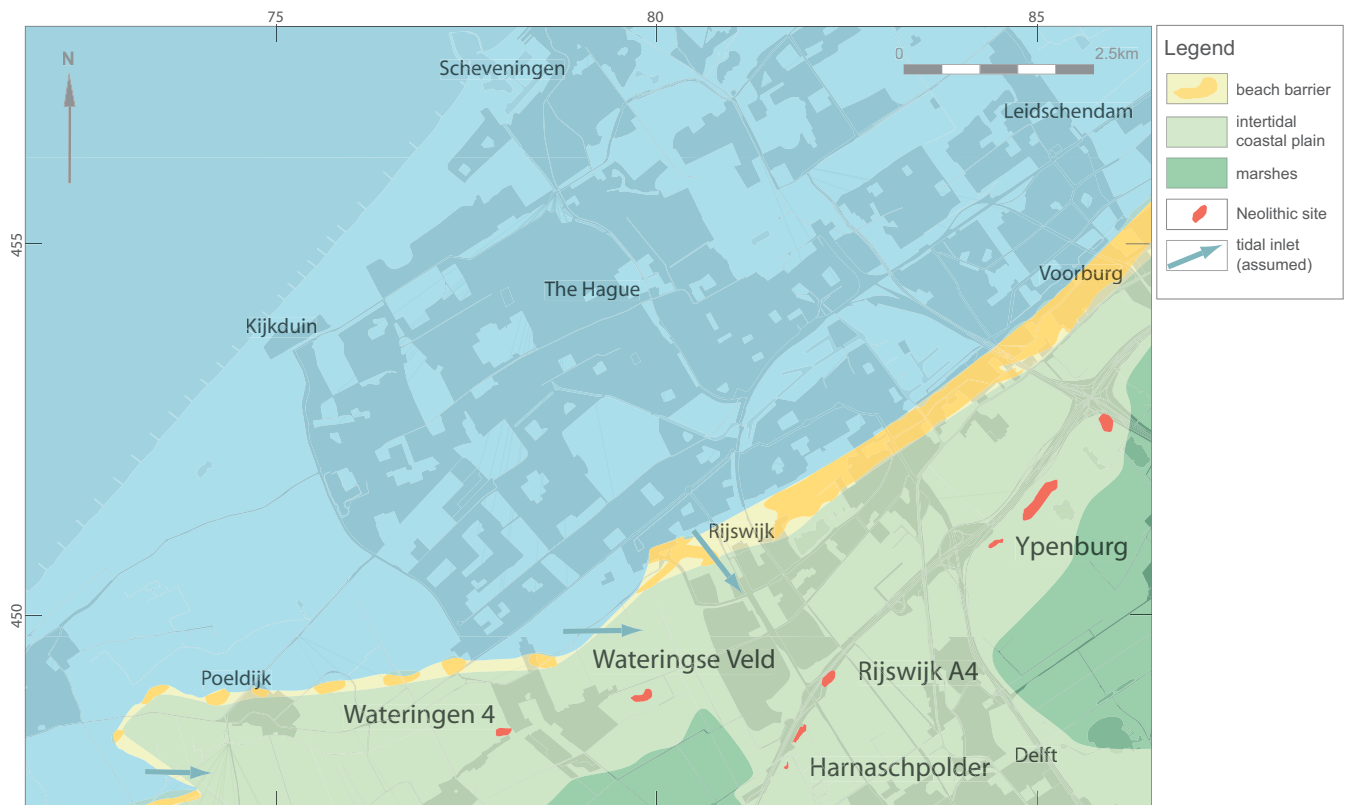 75
80
85
N
Scheveningen
0
2.5km
Leidschendam
455
Voorburg
The Hague
Kijkduin
Rijswijk
Ypenburg
450
Wateringse Veld
Poeldijk
Rijswijk A4
Wateringen 4
Delft
Harnaschpolder
Legend
beach barrier
intertidal
coastal plain
marshes
Neolithic site
tidal inlet
(assumed)